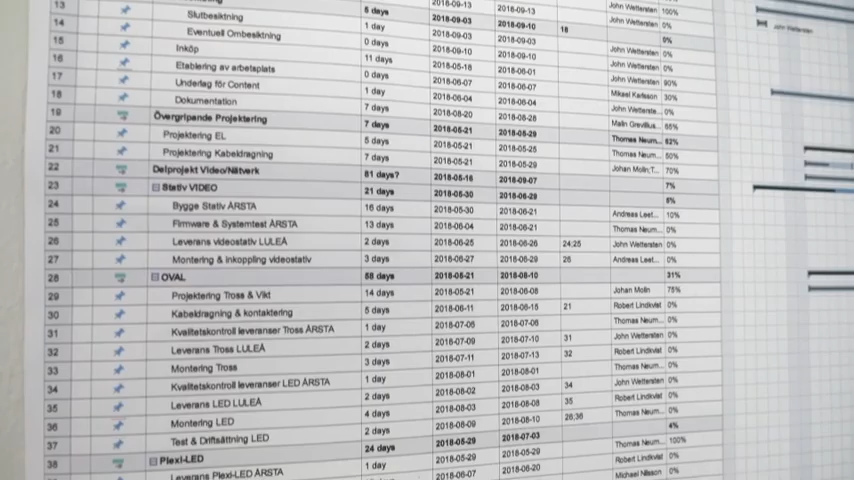 13 6 days 2018-09-13 2018-09-13 John Wettersten 100%
14 Slutbesiktning 1 day 2018-09-03 2018-09-10 18 John Wettersten 0%
15 Eventuell Ombesiktning 0 days 2018-09-03 2018-09-03 0%
16 Inköp 11 days 2018-09-10 2018-09-10 John Wettersten 0%
17 Etablering av arbetsplats 0 days 2018-05-18 2018-06-01 John Wettersten 0%
18 Underlag för Content 1 day 2018-06-07 2018-06-07 John Wettersten 90%
Dokumentation 7 days 2018-06-04 2018-06-04 Mikael Karlsson 30%
19 Övergripande Projektering 7 days 2018-08-20 2018-08-28 John Wetterste... 0%
20 Projektering EL 5 days 2018-05-21 2018-06-29 Malin Grevillius... 65%
21 Projektering Kabeldragning 7 days 2018-05-21 2018-05-25 Thomas Neum... 62%
22 Delprojekt Video/Nätverk 81 days? 2018-05-21 2018-05-29 Thomas Neum... 50%
23 Stativ VIDEO 21 days 2018-05-16 2018-09-07 Johan Molin;T... 70%
7%
24 Bygge Stativ ÅRSTA 16 days 2018-05-30 2018-06-29 6%
25 Firmware & Systemtest ÅRSTA 13 days 2018-05-30 2018-06-21 Andreas Leet... 10%
26 Leverans videostativ LULEÅ 2 days 2018-06-04 2018-06-21 Thomas Neum... 0%
27 Montering & Inkoppling videostativ 3 days 2018-06-25 2018-06-26 24;25 John Wettersten 0%
2018-06-27 2018-06-29 26 Andreas Leet... 0%
28 OVAL 58 days 2018-05-21 2018-08-10 31%
29 Projektering Tross & Vikt 14 days 2018-05-21 2018-06-08 Johan Molin 75%
30 Kabeldragning & kontaktering 5 days 2018-06-11 2018-06-15 21 Robert Lindkvist 0%
31 Kvalitetskontroll leveranser Tross ÅRSTA 1 day 2018-07-06 2018-07-06 Thomas Neum... 0%
32 Leverans Tross LULEÅ 2 days 2018-07-09 2018-07-10 31 John Wettersten 0%
33 Montering Tross 3 days 2018-07-11 2018-07-13 32 Robert Lindkvist 0%
34 Kvalitetskontroll leveranser LED ÅRSTA 1 day 2018-08-01 2018-08-01 Thomas Neum... 0%
35 Leverans LED LULEÅ 2 days 2018-08-02 2018-08-03 34 John Wettersten 0%
36 Montering LED 4 days 2018-08-03 2018-08-08 35 Robert Lindkvist 0%
37 Test & Driftsättning LED 2 days 2018-08-09 2018-08-10 28;36 Thomas Neum... 0%
38 Plexi-LED 24 days 2018-05-29 2018-07-03 4%
Leverans Plexi-LED ÅRSTA 1 day 2018-05-29 2018-05-29 Thomas Neum... 100%
2018-06-07 2018-06-20 Robert Lindkvist 0%
Michael Nilsson 0%